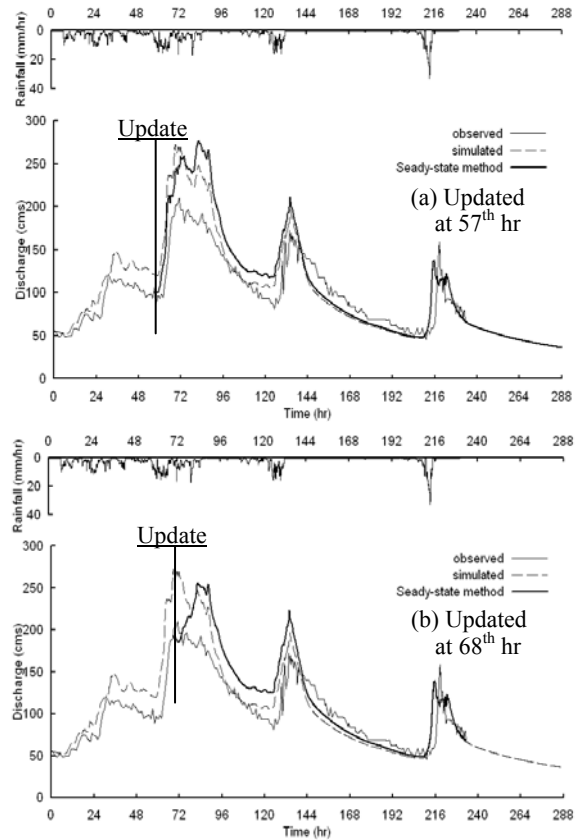 0 24 48 72 96 120 144 168 192 216 240 264 288
Rainfall (mm/hr)
0
20
40
Update
300
250
200
150
100
50
0
Discharge (cms)
observed
simulated
Seady-state method
(a) Updated
at 57th hr
0 24 48 72 96 120 144 168 192 216 240 264 288
Time (hr)
0 24 48 72 96 120 144 168 192 216 240 264 288
Rainfall (mm/hr)
0
20
40
Update
300
250
200
150
100
50
0
Discharge (cms)
observed
simulated
Seady-state method
(b) Updated
at 68th hr
0 24 48 72 96 120 144 168 192 216 240 264 288
Time (hr)